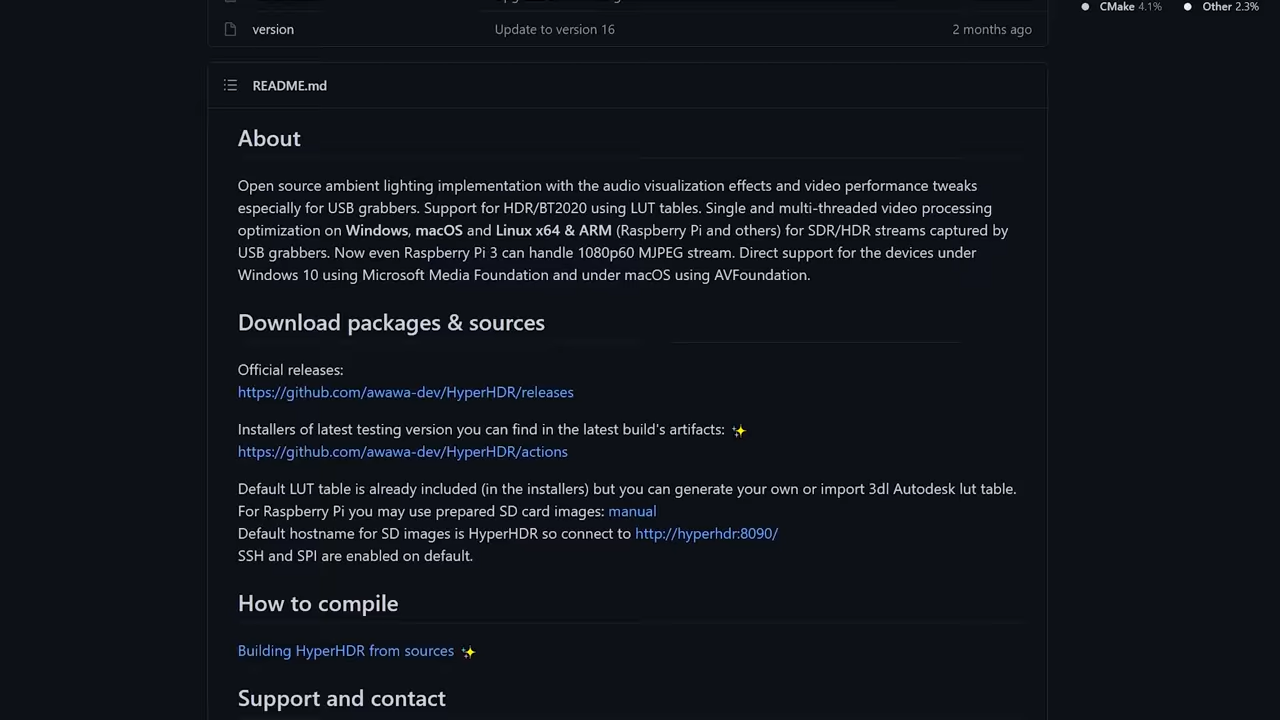 CMake 4.1%
Other 2.3%
version
Update to version 16
2 months ago
README.md
About
Open source ambient lighting implementation with the audio visualization effects and video performance tweaks
especially for USB grabbers. Support for HDR/BT2020 using LUT tables. Single and multi-threaded video processing
optimization on Windows, macOS and Linux x64 & ARM (Raspberry Pi and others) for SDR/HDR streams captured by
USB grabbers. Now even Raspberry Pi 3 can handle 1080p60 MJPEG stream. Direct support for the devices under
Windows 10 using Microsoft Media Foundation and under macOS using AVFoundation.
Download packages & sources
Official releases:
https://github.com/awawa-dev/HyperHDR/releases
Installers of latest testing version you can find in the latest build's artifacts: ✨
https://github.com/awawa-dev/HyperHDR/actions
Default LUT table is already included (in the installers) but you can generate your own or import 3dl Autodesk lut table.
For Raspberry Pi you may use prepared SD card images: manual
Default hostname for SD images is HyperHDR so connect to http://hyperhdr:8090/
SSH and SPI are enabled on default.
How to compile
Building HyperHDR from sources ✨
Support and contact